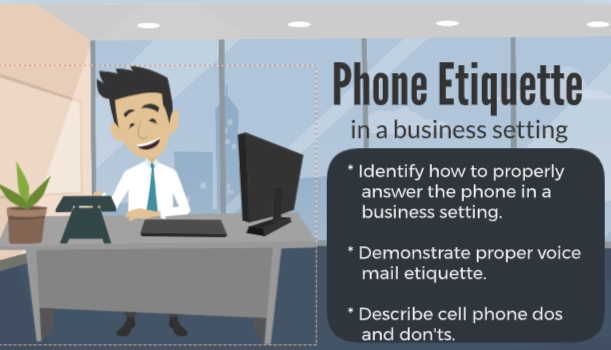 Phone Etiquette
in a business setting
* Identify how to properly
answer the phone in a
business setting.
* Demonstrate proper voice
mail etiquette.
* Describe cell phone dos
and don'ts.